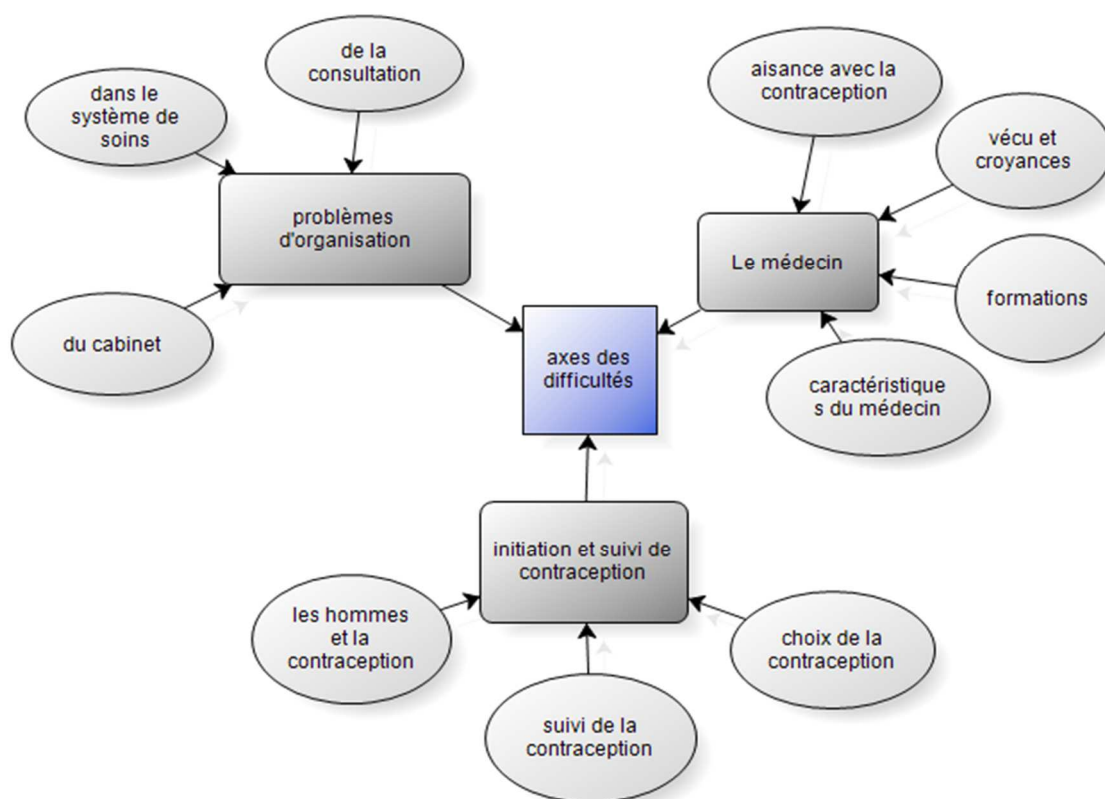 de la
consultation
dans le
système de
soins
problèmes
d'organisation
du cabinet
aisance avec la
contraception
vécu et
croyances
Le médecin
formations
caractéristique
s du médecin
axes des
difficultés
initiation et suivi de
contraception
les hommes
et la
contraception
suivi de la
contraception
choix de la
contraception